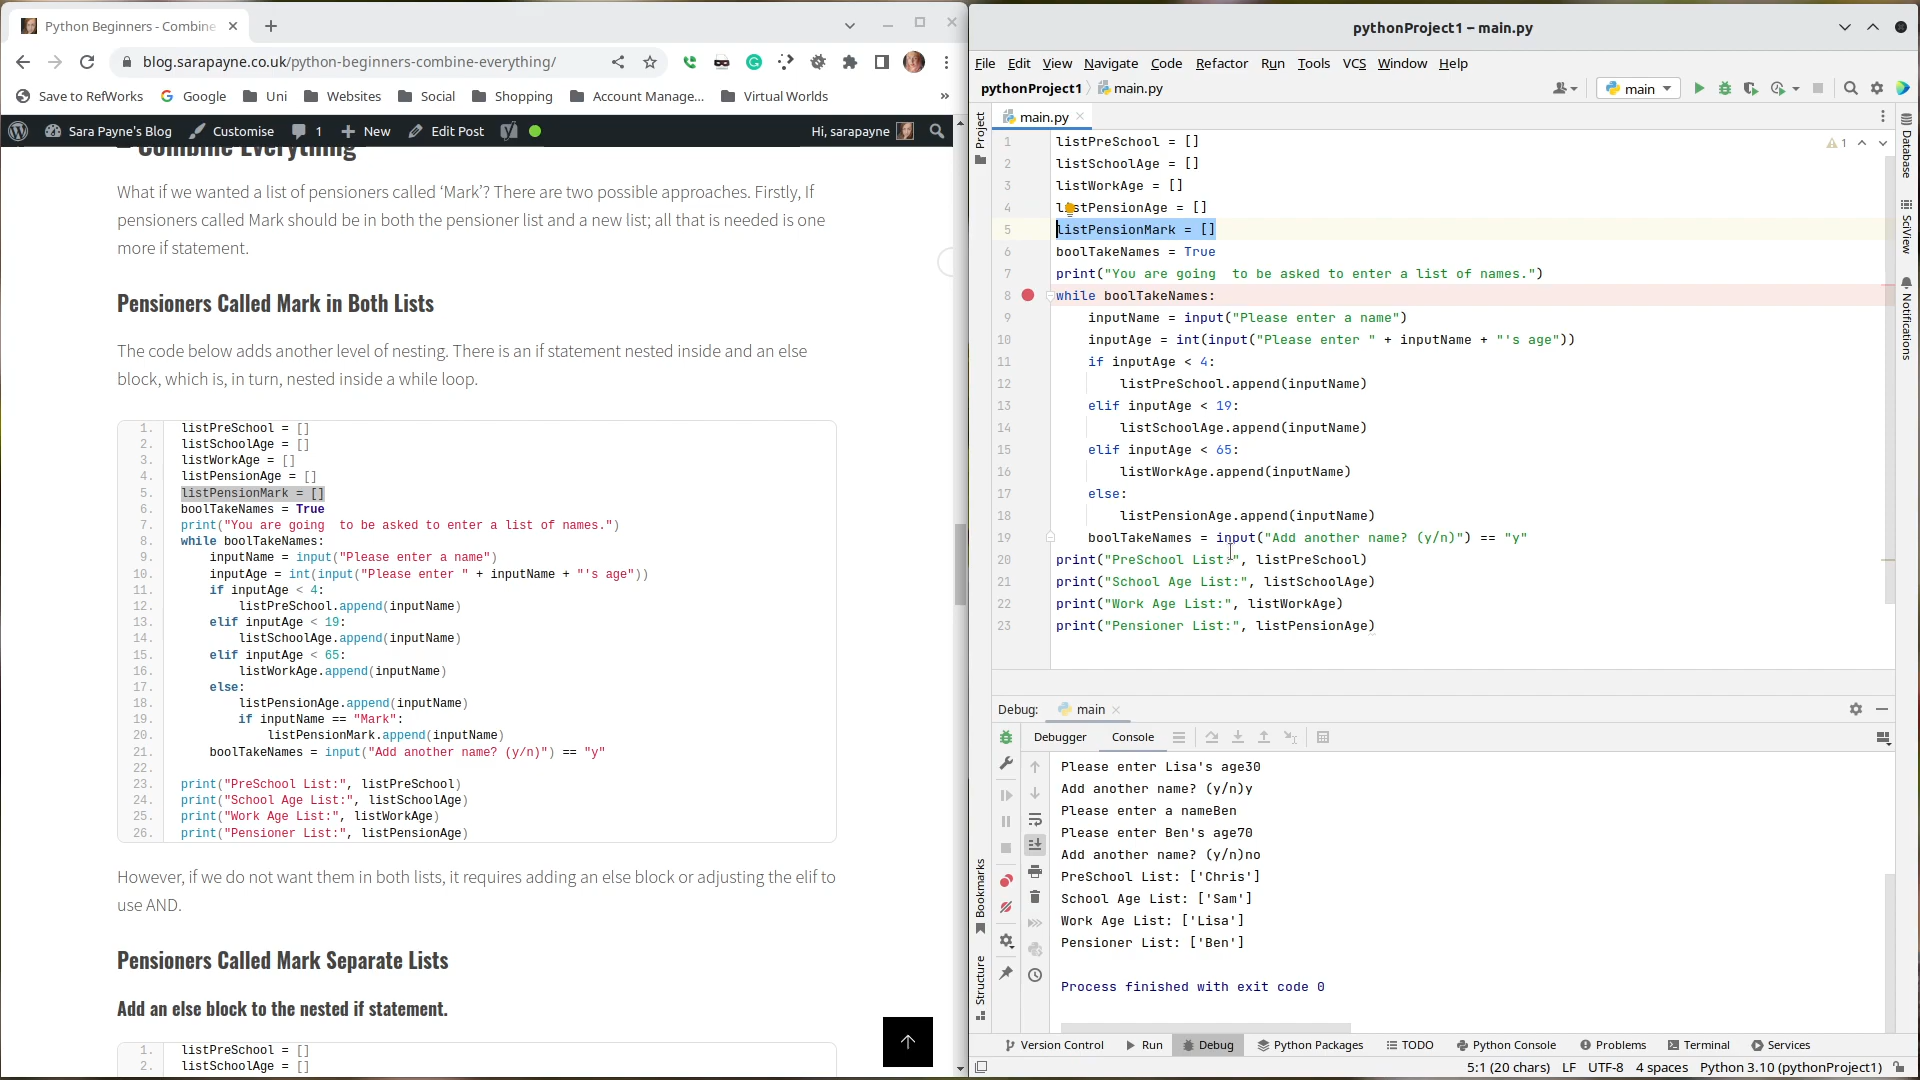 Python Beginners - Combine
blog.sarapayne.co.uk/python-beginners-combine-everything/
Save to RefWorks Google Uni Websites Social Shopping Account Manage... Virtual Worlds »
Sara Payne's Blog Customise 1 New Edit Post Hi, sarapayne
Combine Everything
What if we wanted a list of pensioners called ‘Mark’? There are two possible approaches. Firstly, If
pensioners called Mark should be in both the pensioner list and a new list; all that is needed is one
more if statement.
Pensioners Called Mark in Both Lists
The code below adds another level of nesting. There is an if statement nested inside and an else
block, which is, in turn, nested inside a while loop.
1. listPreSchool = []
2. listSchoolAge = []
3. listWorkAge = []
4. listPensionAge = []
5. listPensionMark = []
6. boolTakeNames = True
7. print("You are going  to be asked to enter a list of names.")
8. while boolTakeNames:
9.     inputName = input("Please enter a name")
10.     inputAge = int(input("Please enter " + inputName + "'s age"))
11.     if inputAge < 4:
12.         listPreSchool.append(inputName)
13.     elif inputAge < 19:
14.         listSchoolAge.append(inputName)
15.     elif inputAge < 65:
16.         listWorkAge.append(inputName)
17.     else:
18.         listPensionAge.append(inputName)
19.         if inputName == "Mark":
20.             listPensionMark.append(inputName)
21.     boolTakeNames = input("Add another name? (y/n)") == "y"
22.
23. print("PreSchool List:", listPreSchool)
24. print("School Age List:", listSchoolAge)
25. print("Work Age List:", listWorkAge)
26. print("Pensioner List:", listPensionAge)
However, if we do not want them in both lists, it requires adding an else block or adjusting the elif to
use AND.
Pensioners Called Mark Separate Lists
Add an else block to the nested if statement.
1. listPreSchool = []
2. listSchoolAge = []
pythonProject1 – main.py
File Edit View Navigate Code Refactor Run Tools VCS Window Help
pythonProject1 main.py main
Project
main.py
1 listPreSchool = []
2 listSchoolAge = []
3 listWorkAge = []
4 listPensionAge = []
5 listPensionMark = []
6 boolTakeNames = True
7 print("You are going  to be asked to enter a list of names.")
8 while boolTakeNames:
9     inputName = input("Please enter a name")
10     inputAge = int(input("Please enter " + inputName + "'s age"))
11     if inputAge < 4:
12         listPreSchool.append(inputName)
13     elif inputAge < 19:
14         listSchoolAge.append(inputName)
15     elif inputAge < 65:
16         listWorkAge.append(inputName)
17     else:
18         listPensionAge.append(inputName)
19     boolTakeNames = input("Add another name? (y/n)") == "y"
20 print("PreSchool List:", listPreSchool)
21 print("School Age List:", listSchoolAge)
22 print("Work Age List:", listWorkAge)
23 print("Pensioner List:", listPensionAge)
1
Database
SciView
Notifications
Debug: main
Debugger Console
Please enter Lisa's age30
Add another name? (y/n)y
Please enter a nameBen
Please enter Ben's age70
Add another name? (y/n)no
PreSchool List: ['Chris']
School Age List: ['Sam']
Work Age List: ['Lisa']
Pensioner List: ['Ben']
Process finished with exit code 0
Bookmarks
Structure
Version Control Run Debug Python Packages TODO Python Console Problems Terminal Services
5:1 (20 chars) LF UTF-8 4 spaces Python 3.10 (pythonProject1)